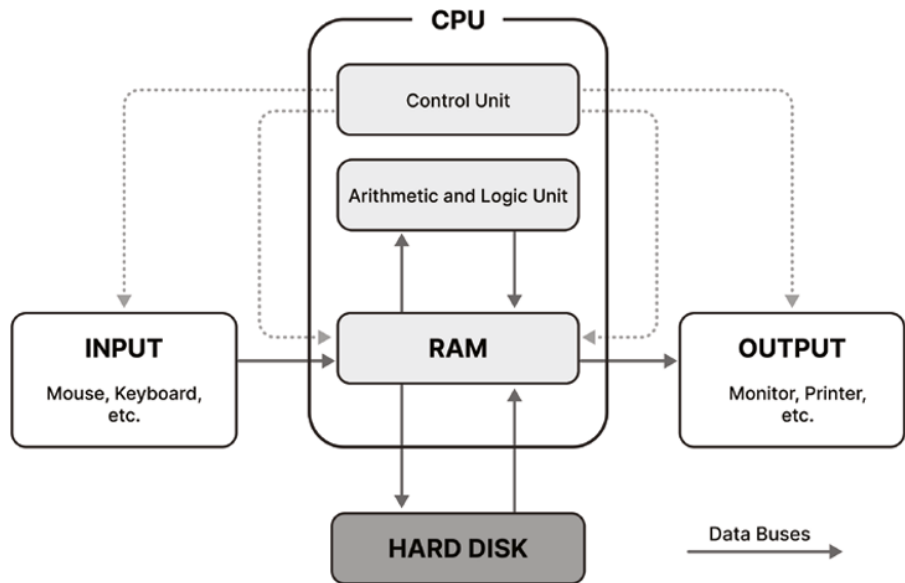 CPU
Control Unit
Arithmetic and Logic Unit
INPUT
Mouse, Keyboard,
etc.
RAM
OUTPUT
Monitor, Printer,
etc.
HARD DISK
Data Buses